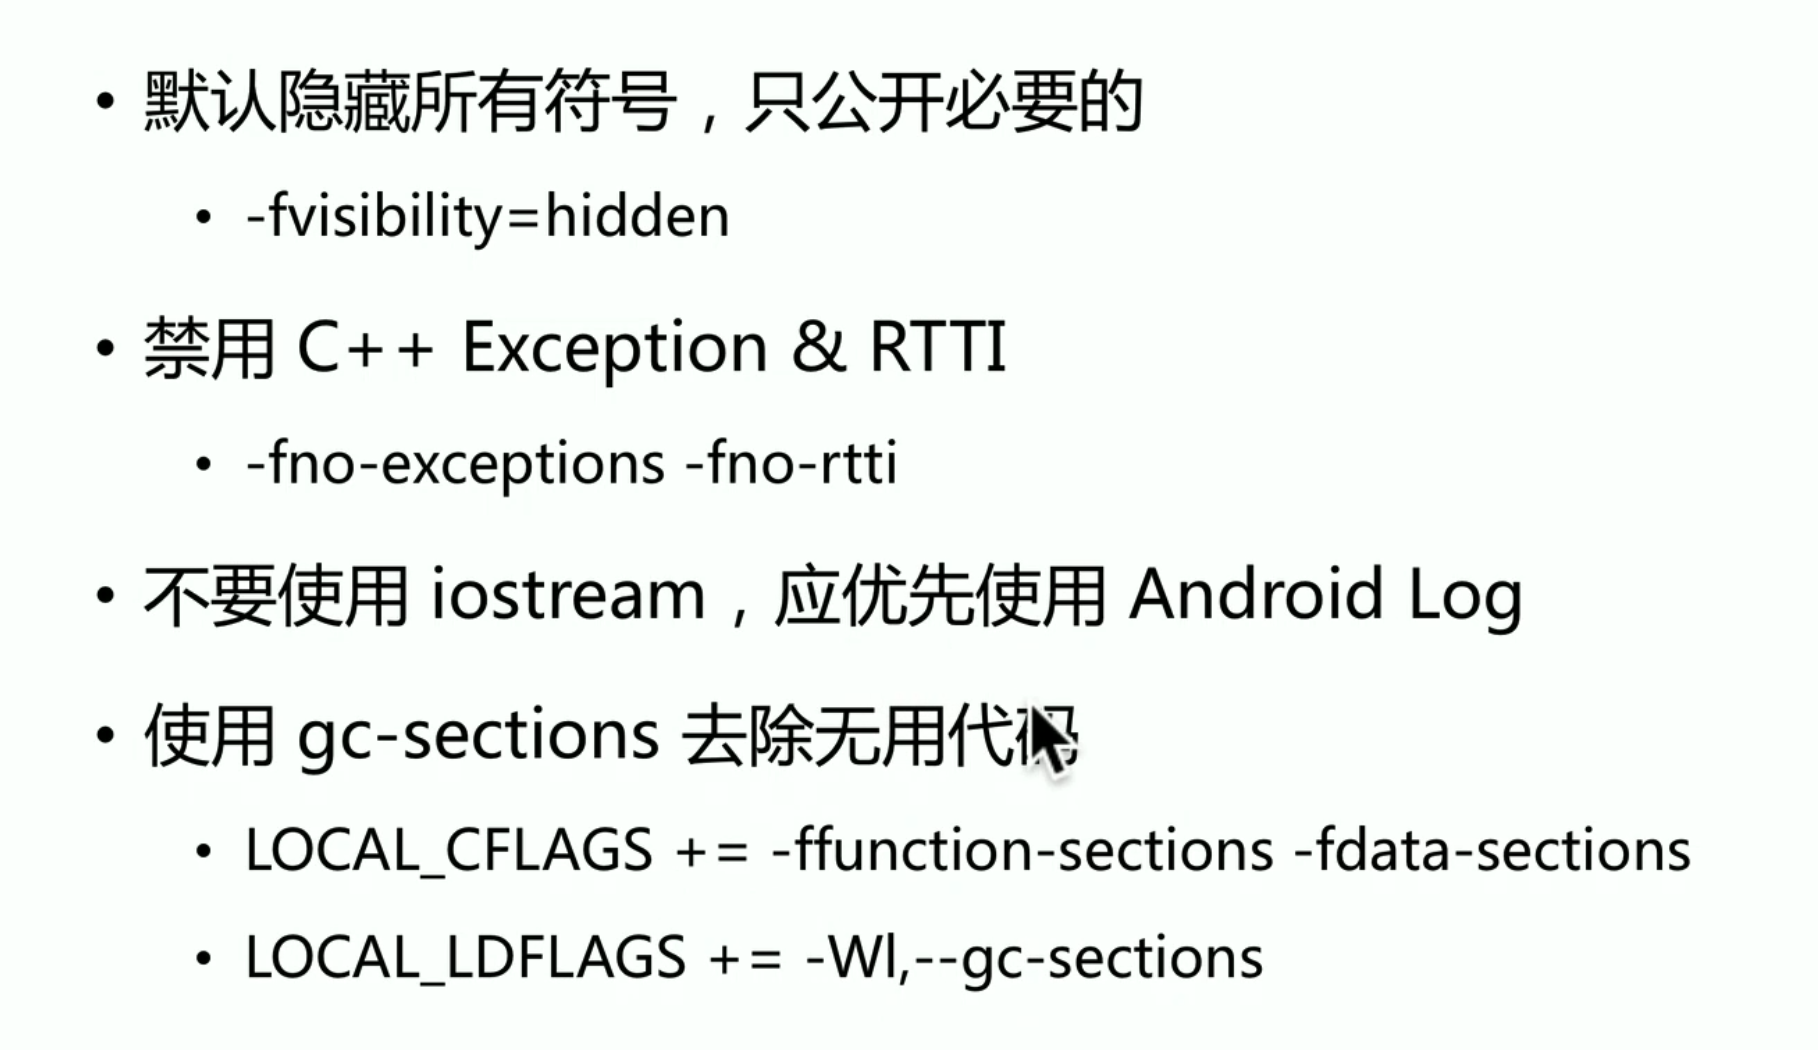 • 默认隐藏所有符号，只公开必要的
• -fvisibility=hidden
• 禁用 C++ Exception & RTTI
• -fno-exceptions -fno-rtti
• 不要使用 iostream，应优先使用 Android Log
• 使用 gc-sections 去除无用代码
• LOCAL_CFLAGS += -ffunction-sections -fdata-sections
• LOCAL_LDFLAGS += -Wl,--gc-sections